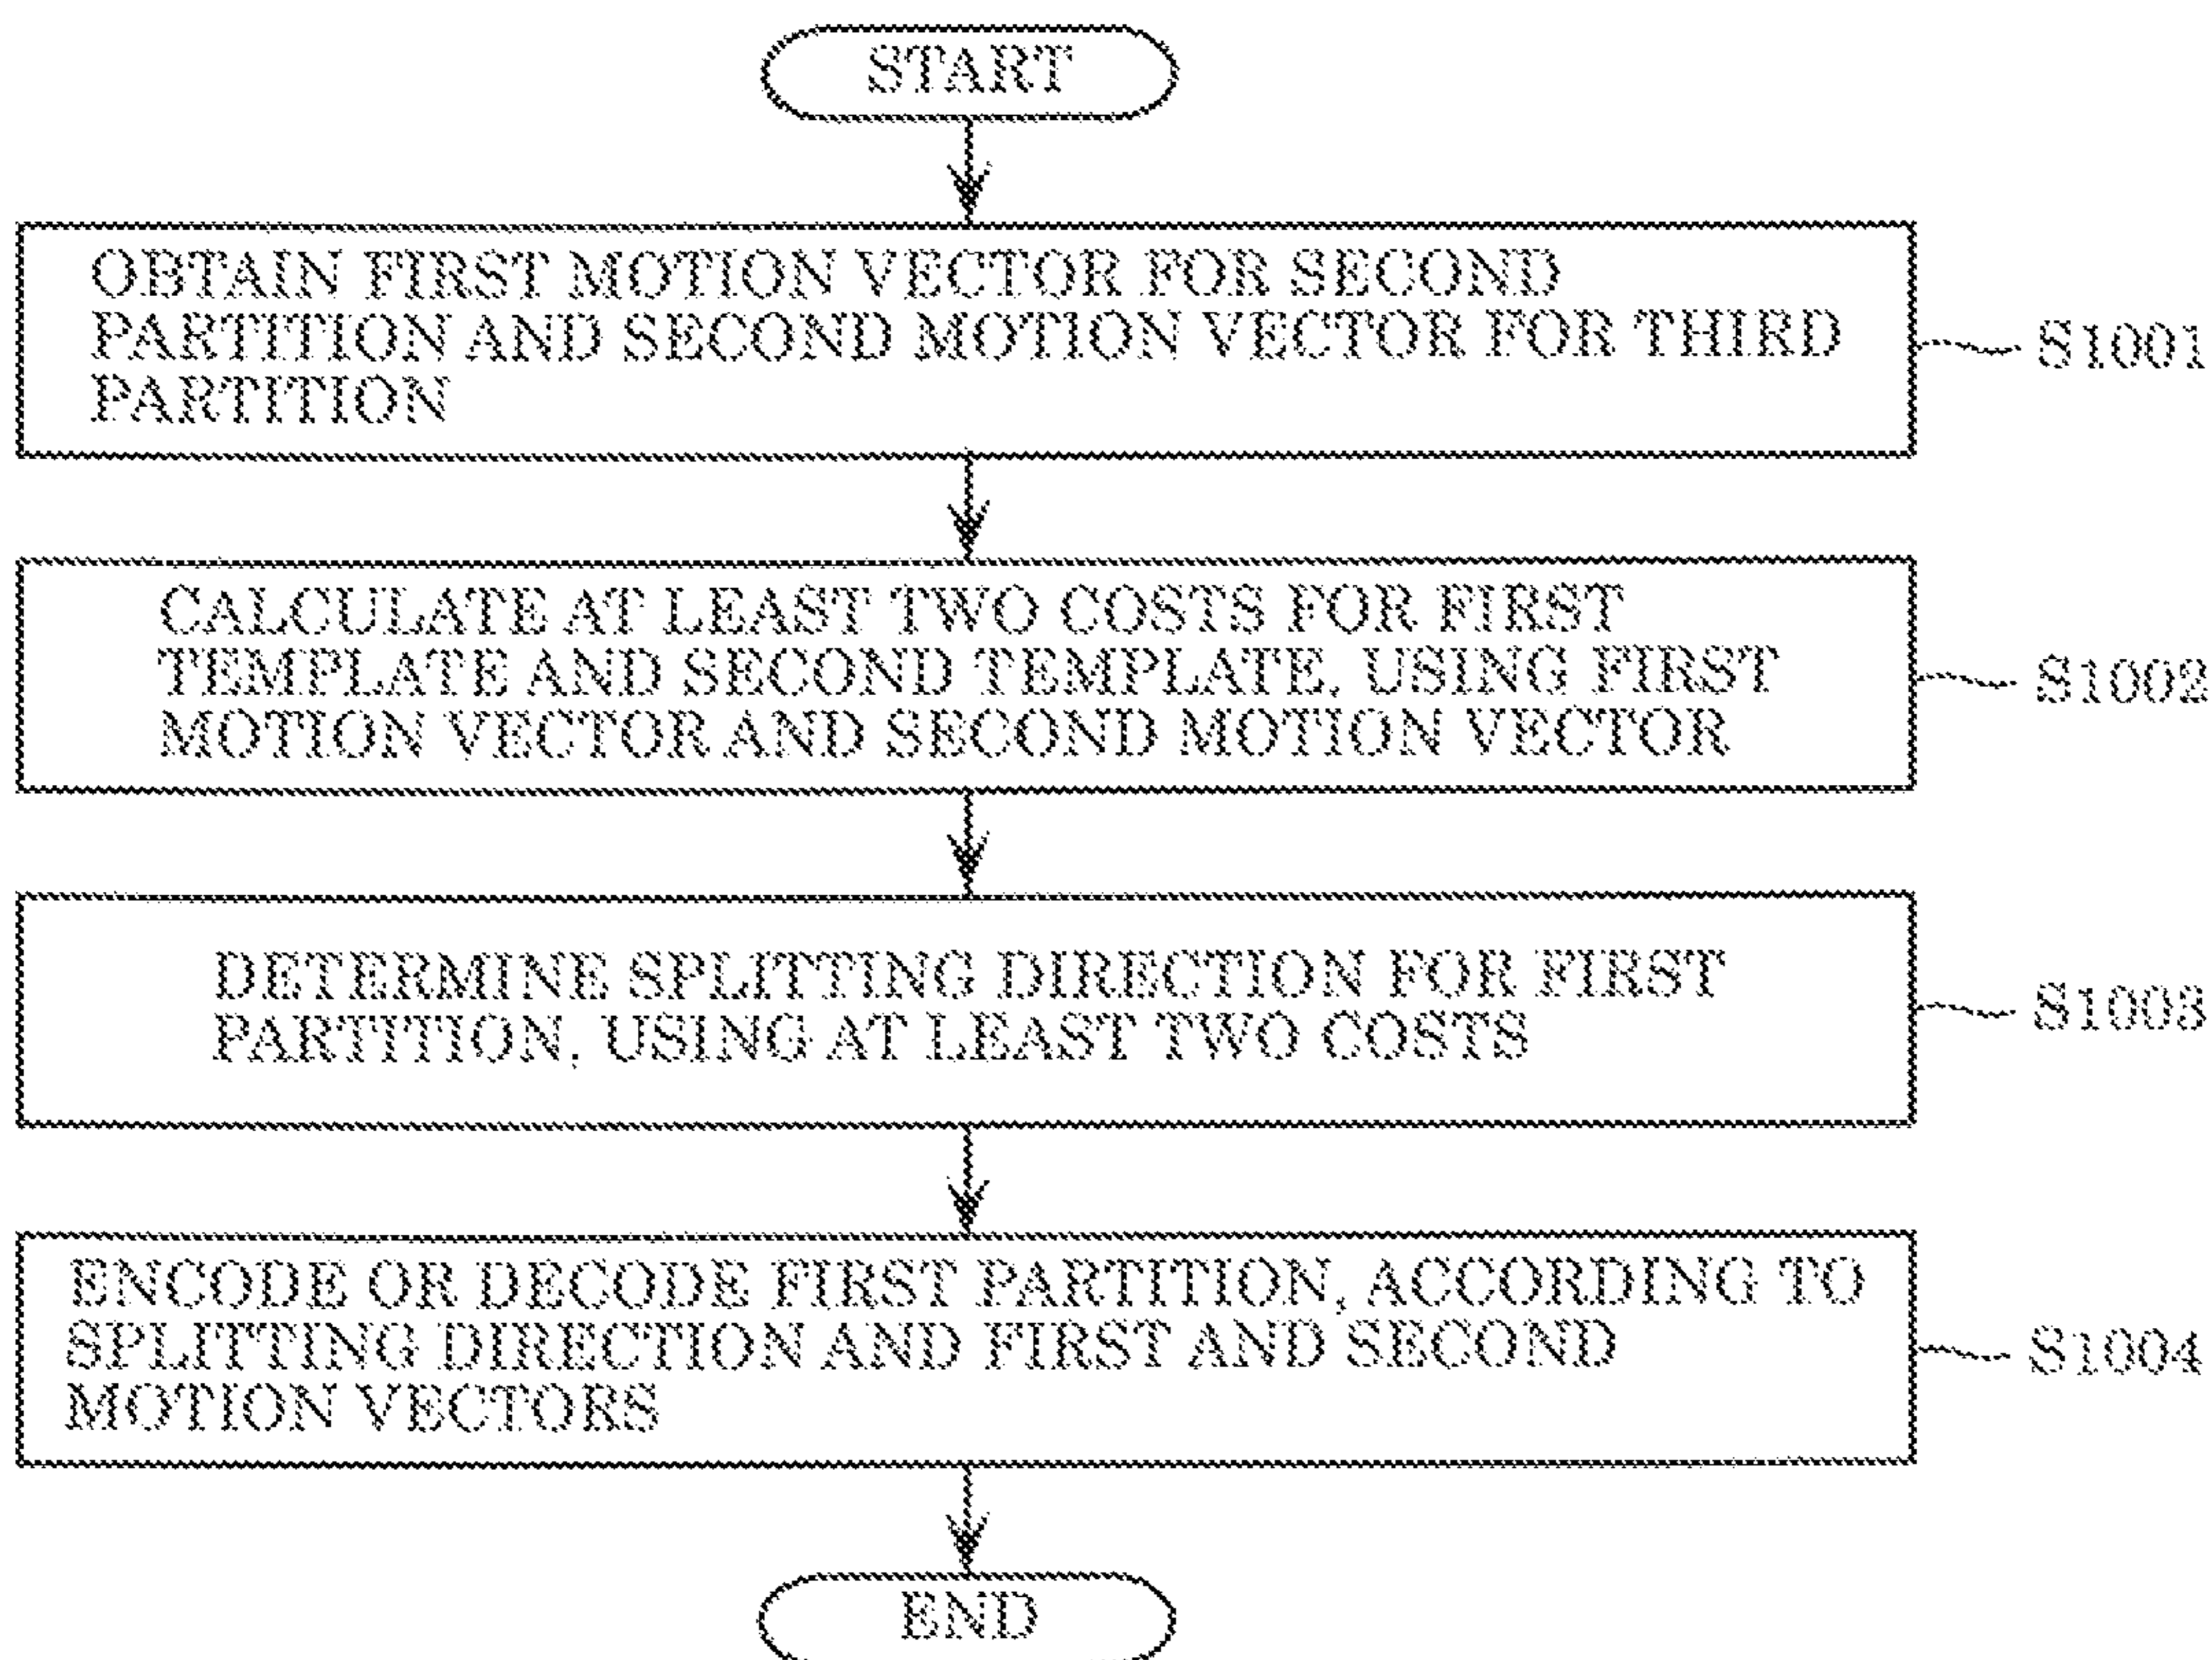 START
OBTAIN FIRST MOTION VECTOR FOR SECOND
PARTITION AND SECOND MOTION VECTOR FOR THIRD
PARTITION
S1001
CALCULATE AT LEAST TWO COSTS FOR FIRST
TEMPLATE AND SECOND TEMPLATE, USING FIRST
MOTION VECTOR AND SECOND MOTION VECTOR
S1002
DETERMINE SPLITTING DIRECTION FOR FIRST
PARTITION, USING AT LEAST TWO COSTS
S1003
ENCODE OR DECODE FIRST PARTITION, ACCORDING TO
SPLITTING DIRECTION AND FIRST AND SECOND
MOTION VECTORS
S1004
END